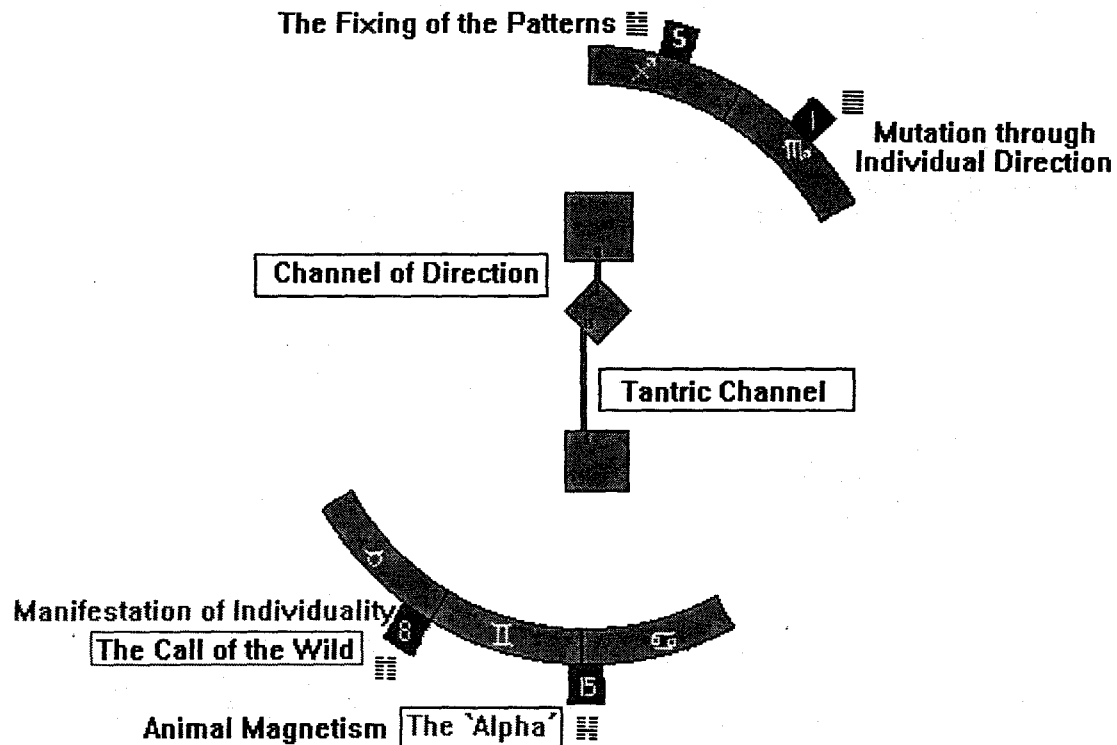 The Fixing of the Patterns
5
1
Mutation through
Individual Direction
Channel of Direction
Tantric Channel
Manifestation of Individuality
8
The Call of the Wild
15
Animal Magnetism The `Alpha´